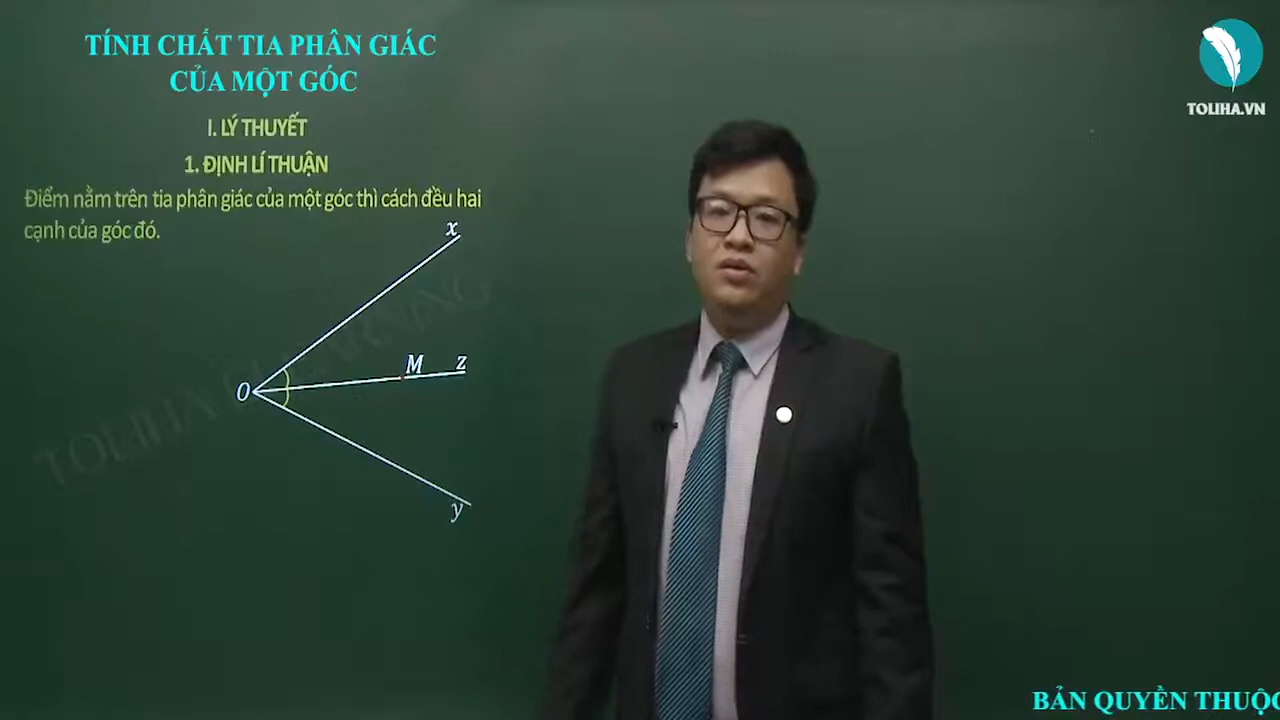 TÍNH CHẤT TIA PHÂN GIÁC
CỦA MỘT GÓC
I. LÝ THUYẾT
1. ĐỊNH LÍ THUẬN
Điểm nằm trên tia phân giác của một góc thì cách đều hai
cạnh của góc đó.
x
M
z
O
y
TOLIHA.VN
BẢN QUYỀN THUỘC